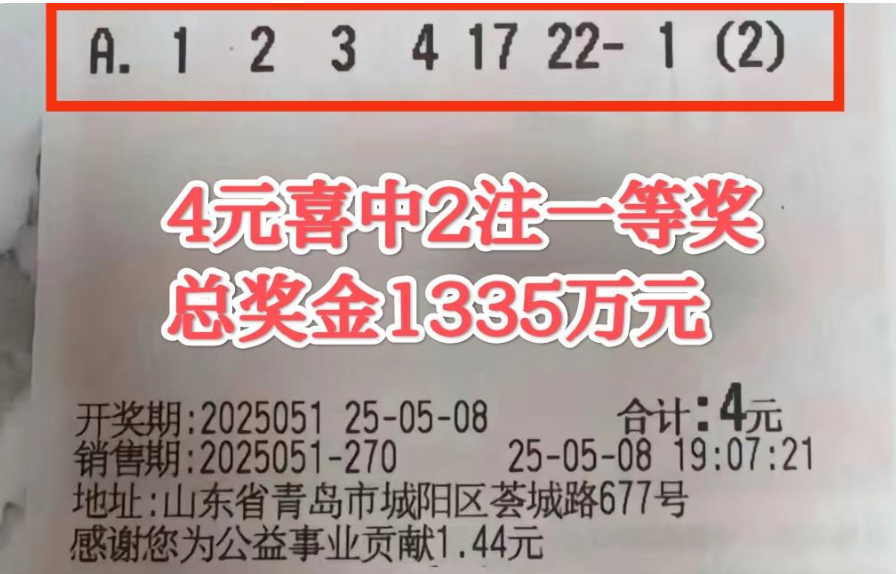 A. 1 2 3 4 17 22- 1 (2)
4元喜中2注一等奖
总奖金1335万元
开奖期:2025051 25-05-08 合计:4元
销售期:2025051-270 25-05-08 19:07:21
地址:山东省青岛市城阳区荟城路677号
感谢您为公益事业贡献1.44元